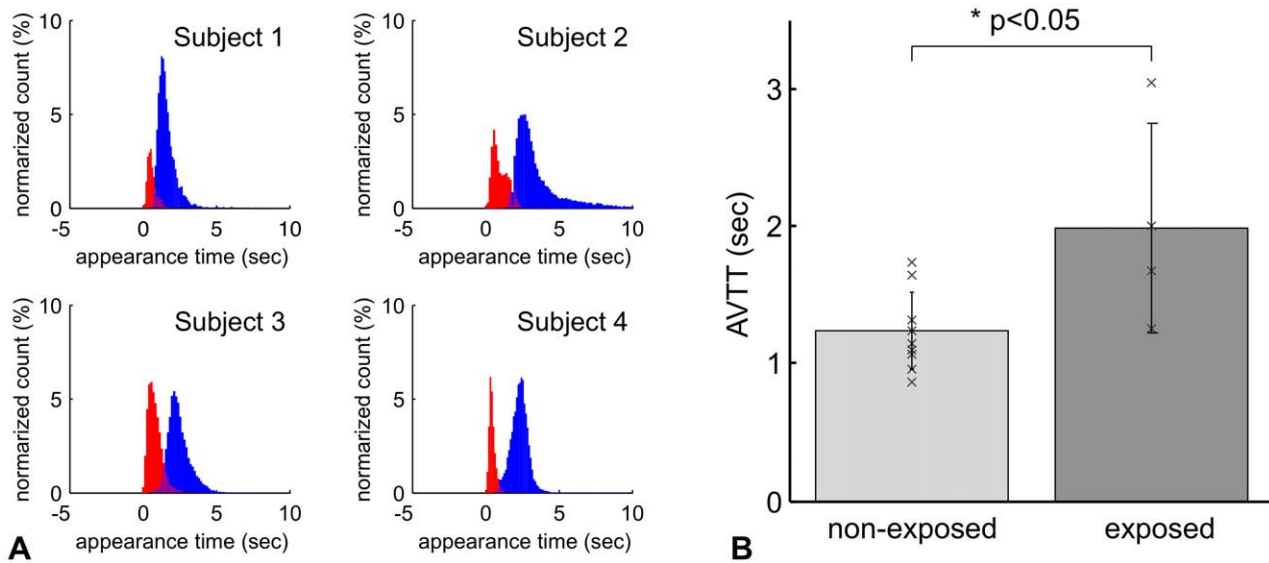 Subject 1
normarized count (%)
10
5
0
-5 0 5 10
appearance time (sec)
Subject 2
normarized count (%)
10
5
0
-5 0 5 10
appearance time (sec)
Subject 3
normarized count (%)
10
5
0
-5 0 5 10
appearance time (sec)
Subject 4
normarized count (%)
10
5
0
-5 0 5 10
appearance time (sec)
A
* p<0.05
AVTT (sec)
3
2
1
0
non-exposed exposed
B